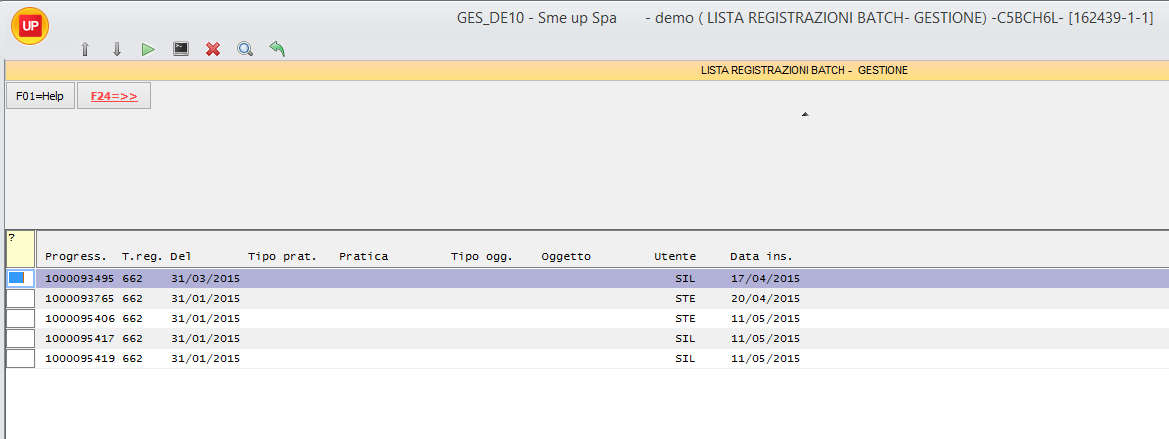 UP
GES_DE10 - Sme up Spa - demo ( LISTA REGISTRAZIONI BATCH- GESTIONE) -C5BCH6L- [162439-1-1]
LISTA REGISTRAZIONI BATCH - GESTIONE
F01=Help F24=>>
?
Progress. T.reg. Del Tipo prat. Pratica Tipo ogg. Oggetto Utente Data ins.
1000093495 662 31/03/2015 SIL 17/04/2015
1000093765 662 31/01/2015 STE 20/04/2015
1000095406 662 31/01/2015 STE 11/05/2015
1000095417 662 31/01/2015 SIL 11/05/2015
1000095419 662 31/01/2015 SIL 11/05/2015